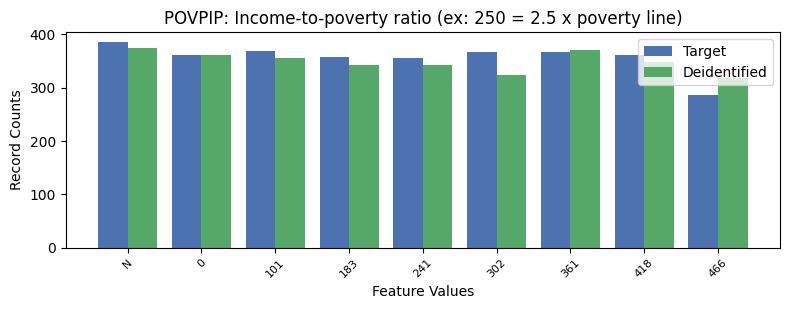 POVPIP: Income-to-poverty ratio (ex: 250 = 2.5 x poverty line)
Target
Deidentified
Record Counts
400
300
200
100
0
N 0 101 183 241 302 361 418 466
Feature Values